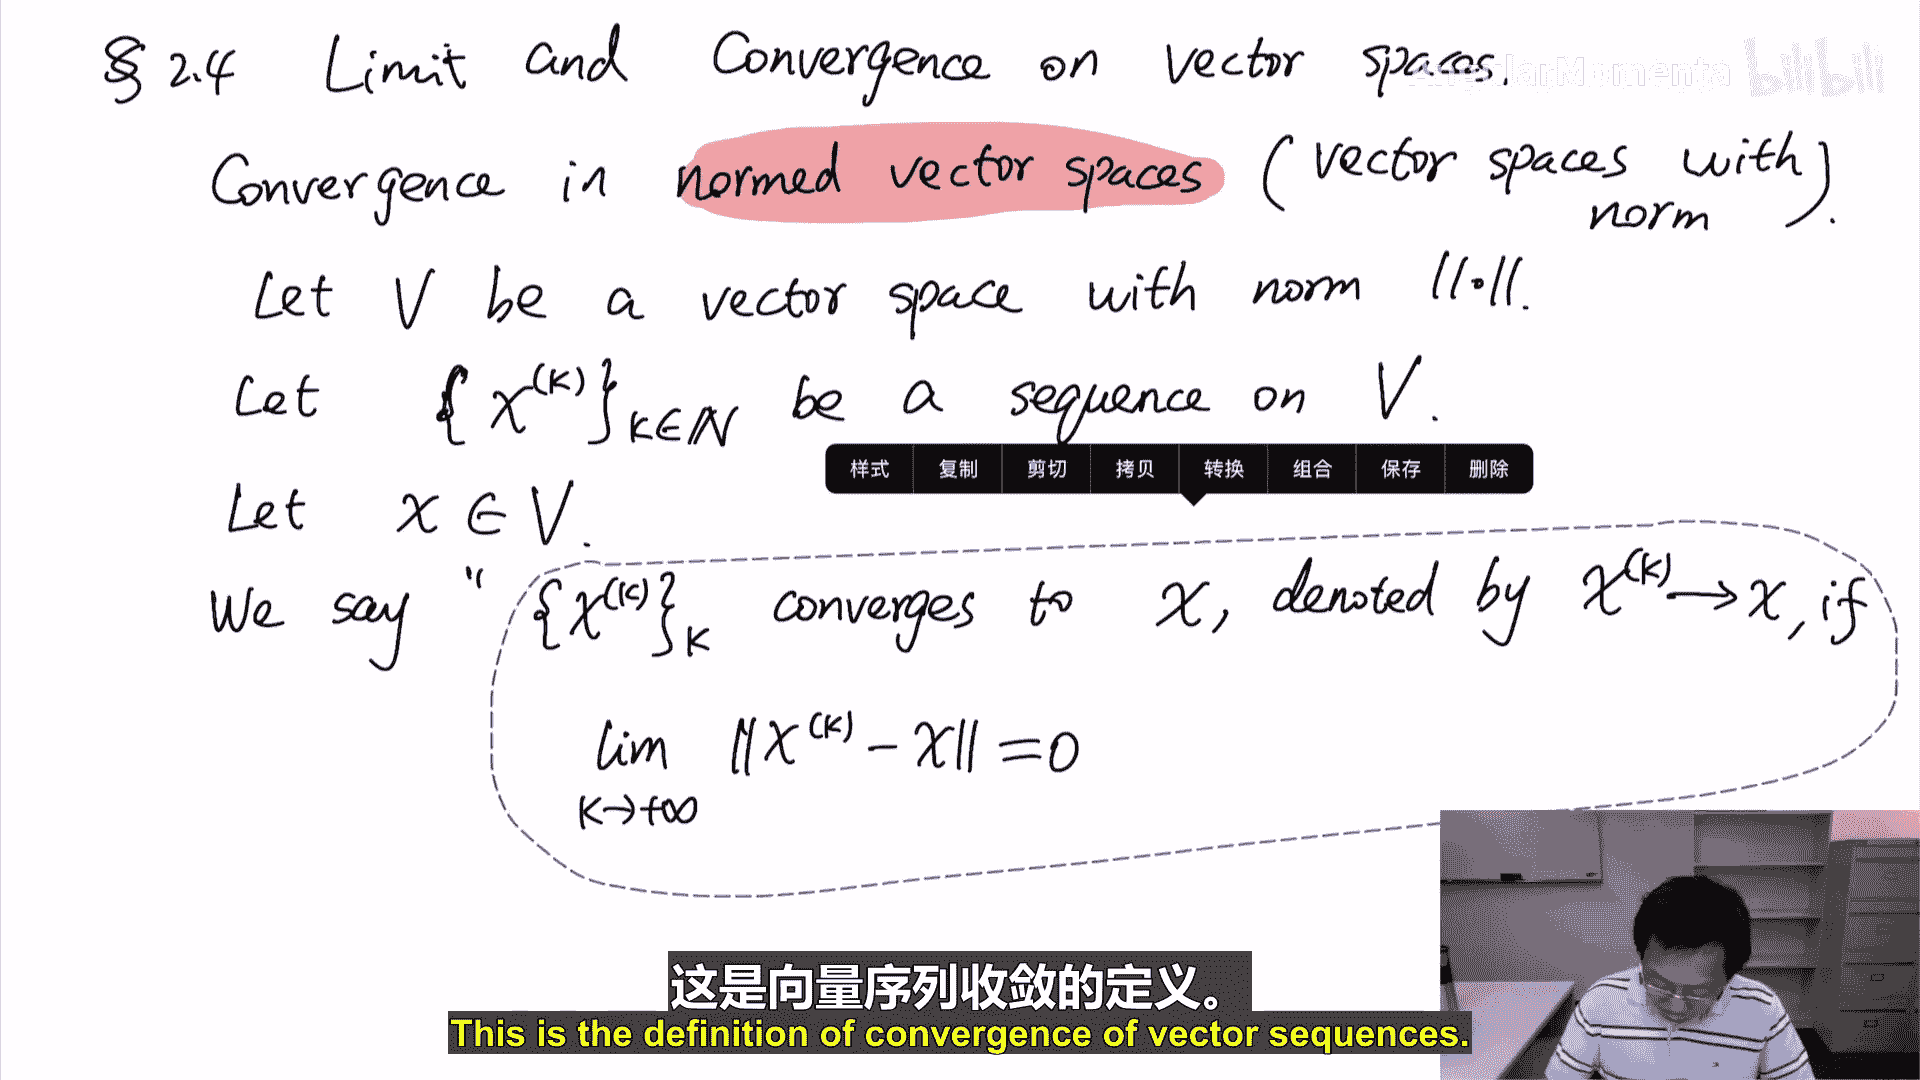 § 2.4 Limit and Convergence on vector spaces.
AngularMomenta bilibili
Convergence in normed vector spaces (vector spaces with norm).
Let V be a vector space with norm ||·||.
Let {x^(k)}_{k∈ℕ} be a sequence on V.
样式 复制 剪切 拷贝 转换 组合 保存 删除
Let x ∈ V.
We say " {x^(k)}_k converges to x, denoted by x^(k) → x, if
lim_{k→+∞} ||x^(k) - x|| = 0
这是向量序列收敛的定义。
This is the definition of convergence of vector sequences.